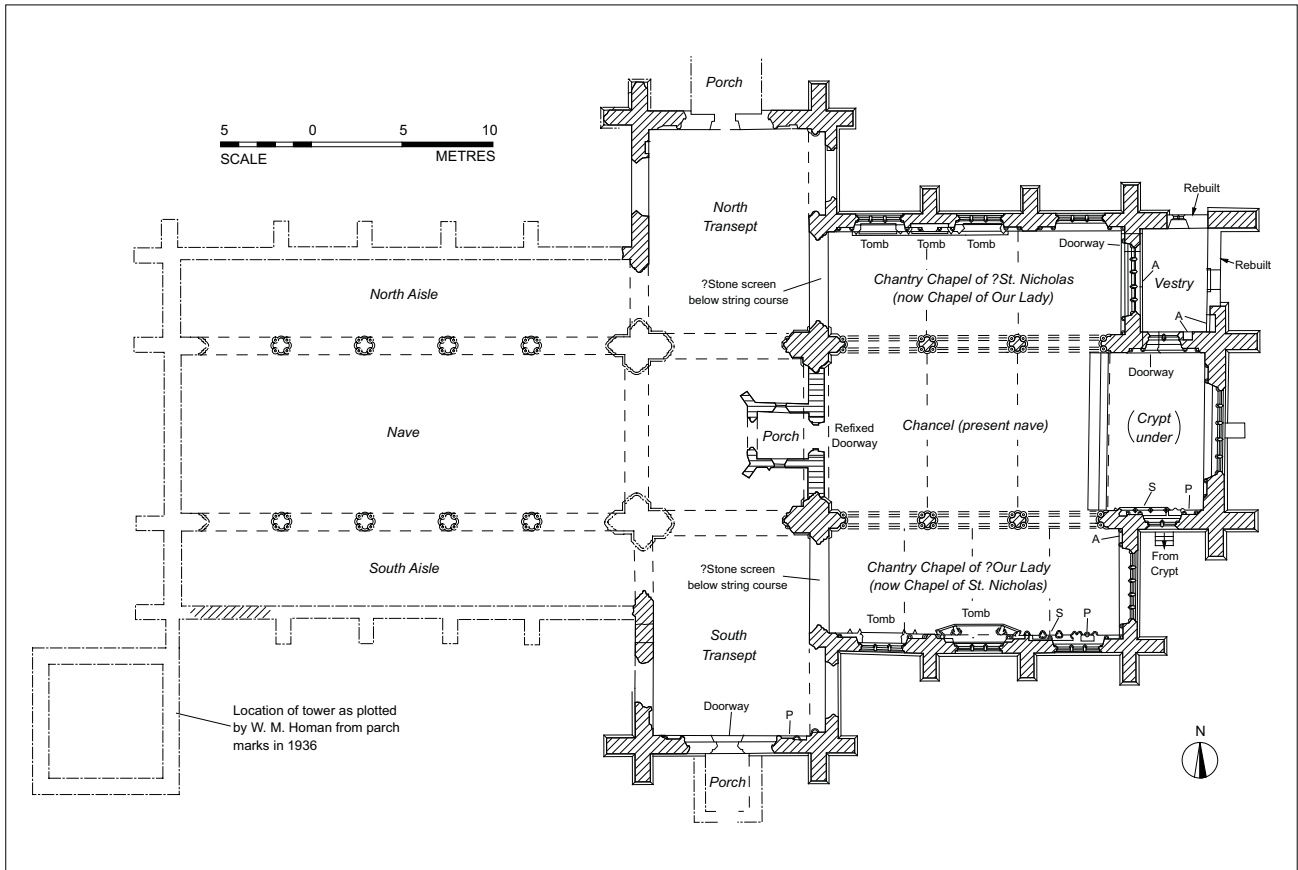 Porch
5 0 5 10
SCALE METRES
North
Transept
Rebuilt
Tomb
Tomb
Tomb
Doorway
A
Vestry
Rebuilt
?Stone screen
below string course
Chantry Chapel of ?St. Nicholas
(now Chapel of Our Lady)
North Aisle
A
Doorway
Nave
Porch
Refixed
Doorway
Chancel (present nave)
(Crypt
under)
S
P
A
From
Crypt
South Aisle
?Stone screen
below string course
Chantry Chapel of ?Our Lady
(now Chapel of St. Nicholas)
Tomb
Tomb
S
P
South
Transept
Location of tower as plotted
by W. M. Homan from parch
marks in 1936
Doorway
P
N
Porch